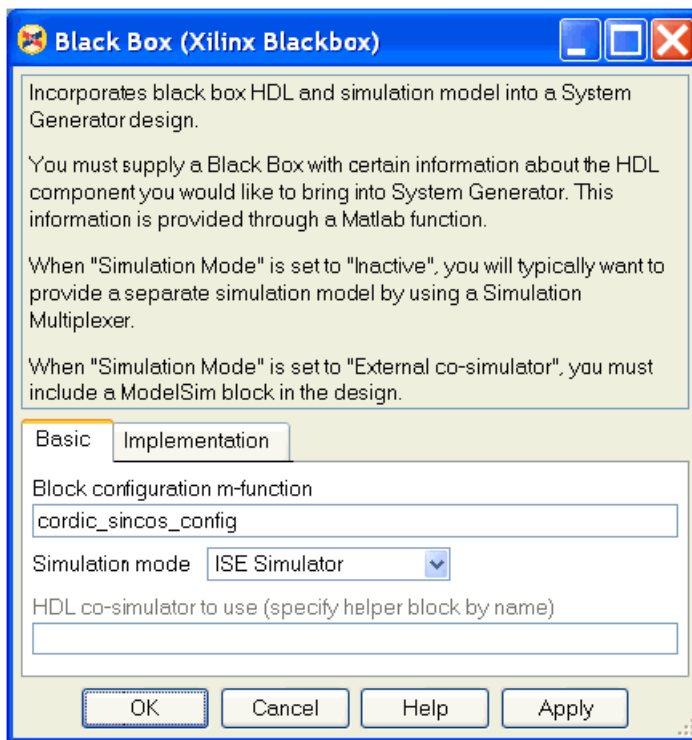 Black Box (Xilinx Blackbox)
Incorporates black box HDL and simulation model into a System
Generator design.
You must supply a Black Box with certain information about the HDL
component you would like to bring into System Generator. This
information is provided through a Matlab function.
When "Simulation Mode" is set to "Inactive", you will typically want to
provide a separate simulation model by using a Simulation
Multiplexer.
When "Simulation Mode" is set to "External co-simulator", you must
include a ModelSim block in the design.
Basic Implementation
Block configuration m-function
cordic_sincos_config
Simulation mode ISE Simulator
HDL co-simulator to use (specify helper block by name)
OK Cancel Help Apply